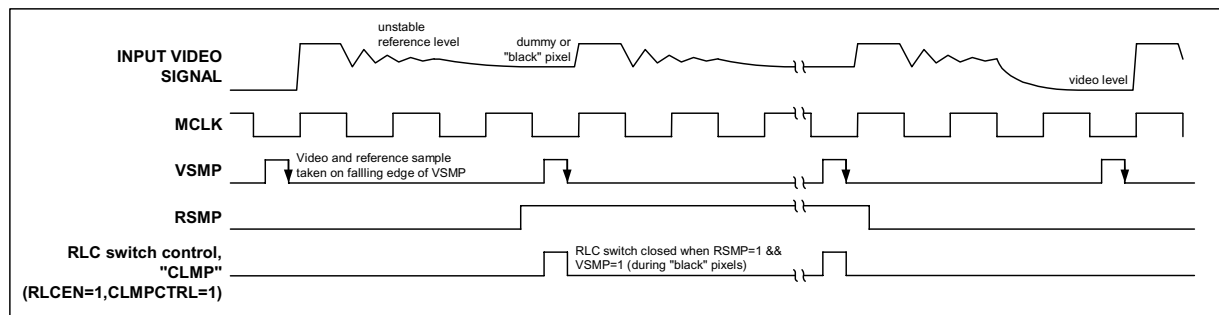 unstable
reference level
dummy or
"black" pixel
INPUT VIDEO
SIGNAL
video level
MCLK
Video and reference sample
taken on fallling edge of VSMP
VSMP
RSMP
RLC switch control,
"CLMP"
(RLCEN=1,CLMPCTRL=1)
RLC switch closed when RSMP=1 &&
VSMP=1 (during "black" pixels)